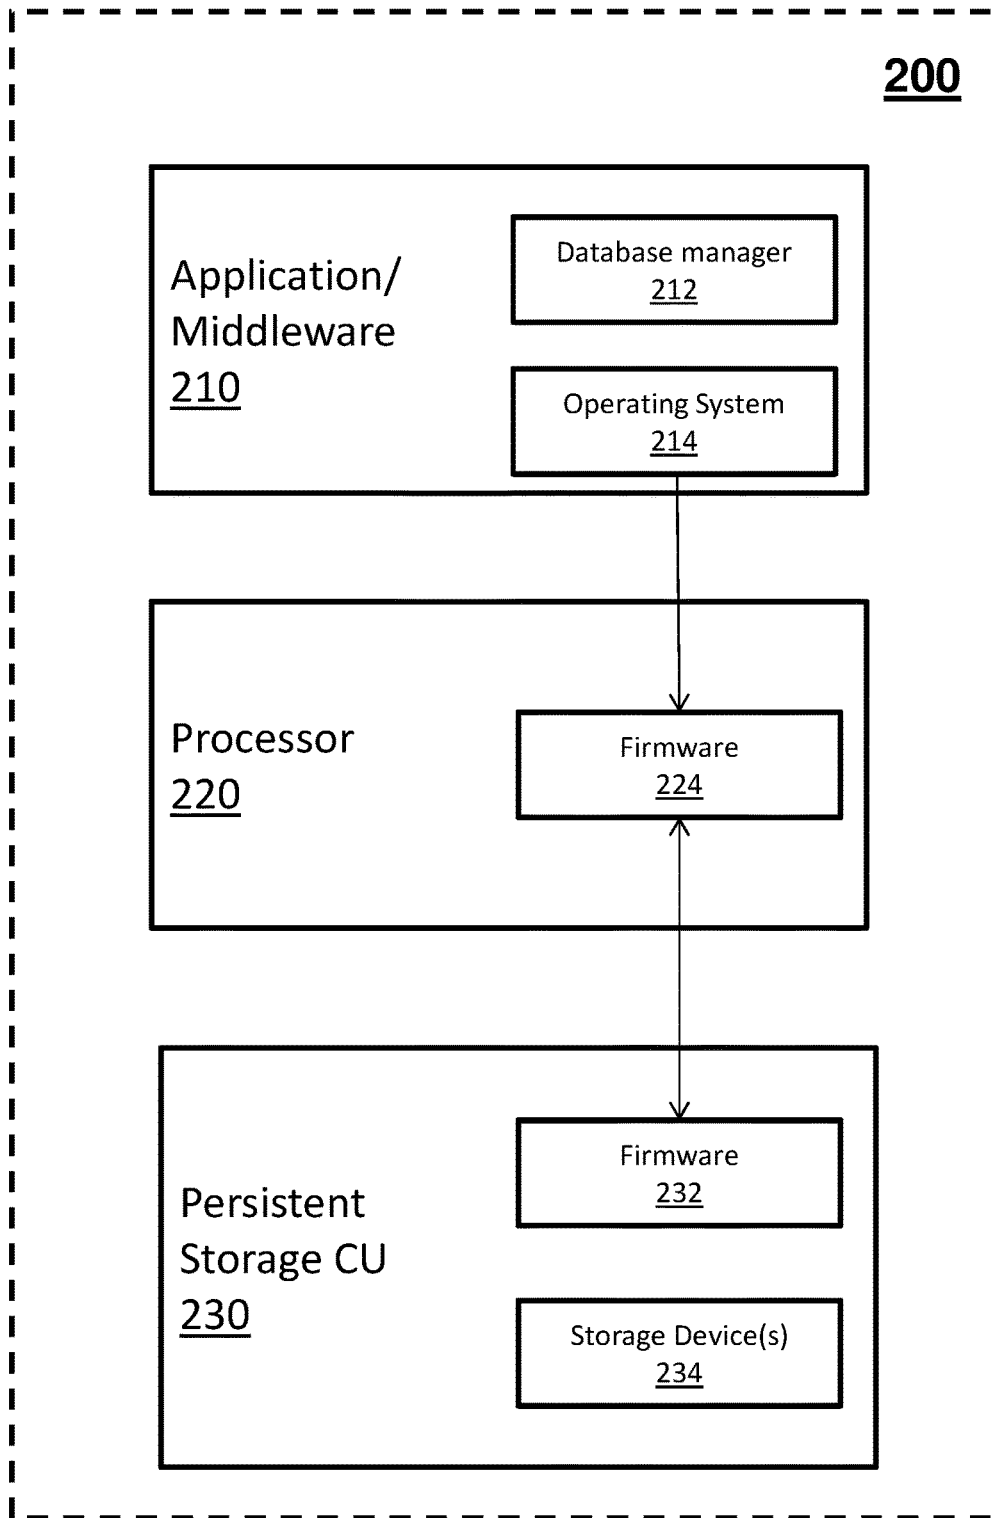 200
Application/
Middleware
210
Database manager
212
Operating System
214
Processor
220
Firmware
224
Persistent
Storage CU
230
Firmware
232
Storage Device(s)
234